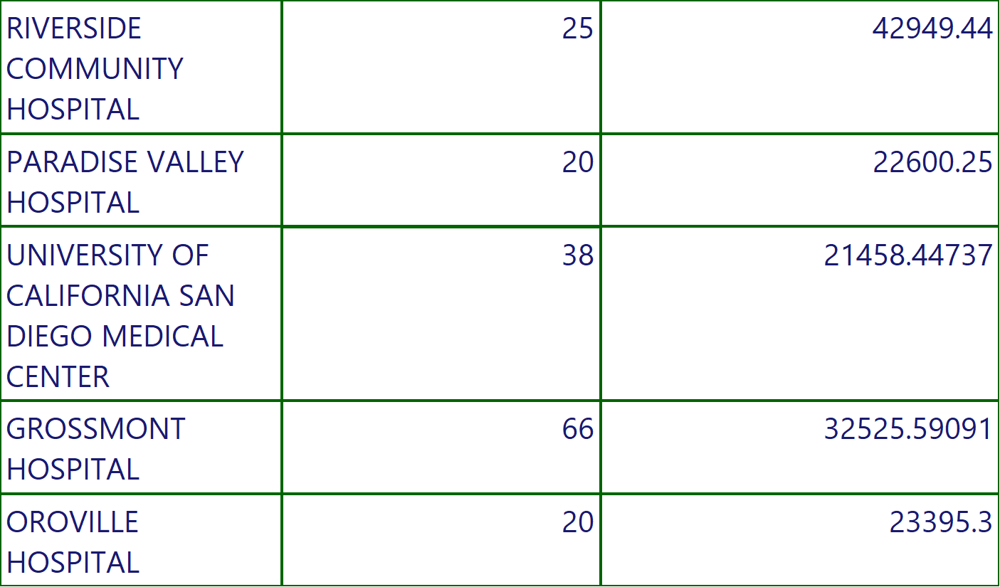 RIVERSIDE 25 42949.44
COMMUNITY
HOSPITAL
PARADISE VALLEY 20 22600.25
HOSPITAL
UNIVERSITY OF 38 21458.44737
CALIFORNIA SAN
DIEGO MEDICAL
CENTER
GROSSMONT 66 32525.59091
HOSPITAL
OROVILLE 20 23395.3
HOSPITAL